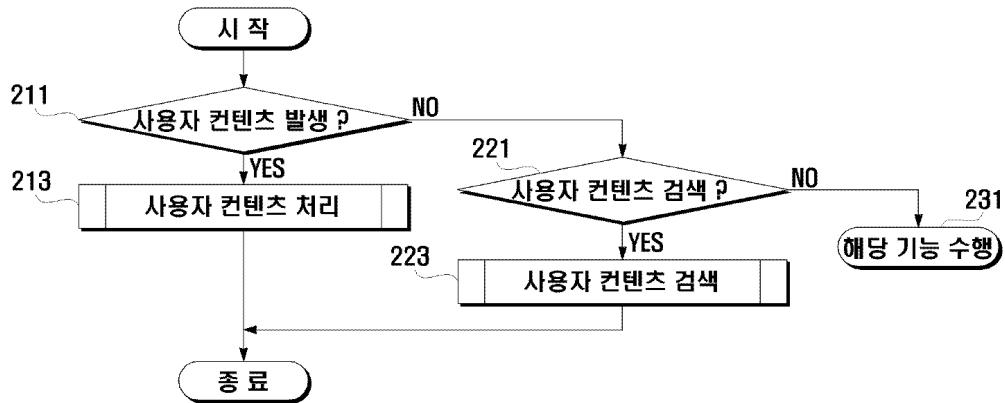 시 작
211
사용자 컨텐츠 발생 ?
NO
YES
213
사용자 컨텐츠 처리
221
사용자 컨텐츠 검색 ?
NO
YES
223
사용자 컨텐츠 검색
231
해당 기능 수행
종 료